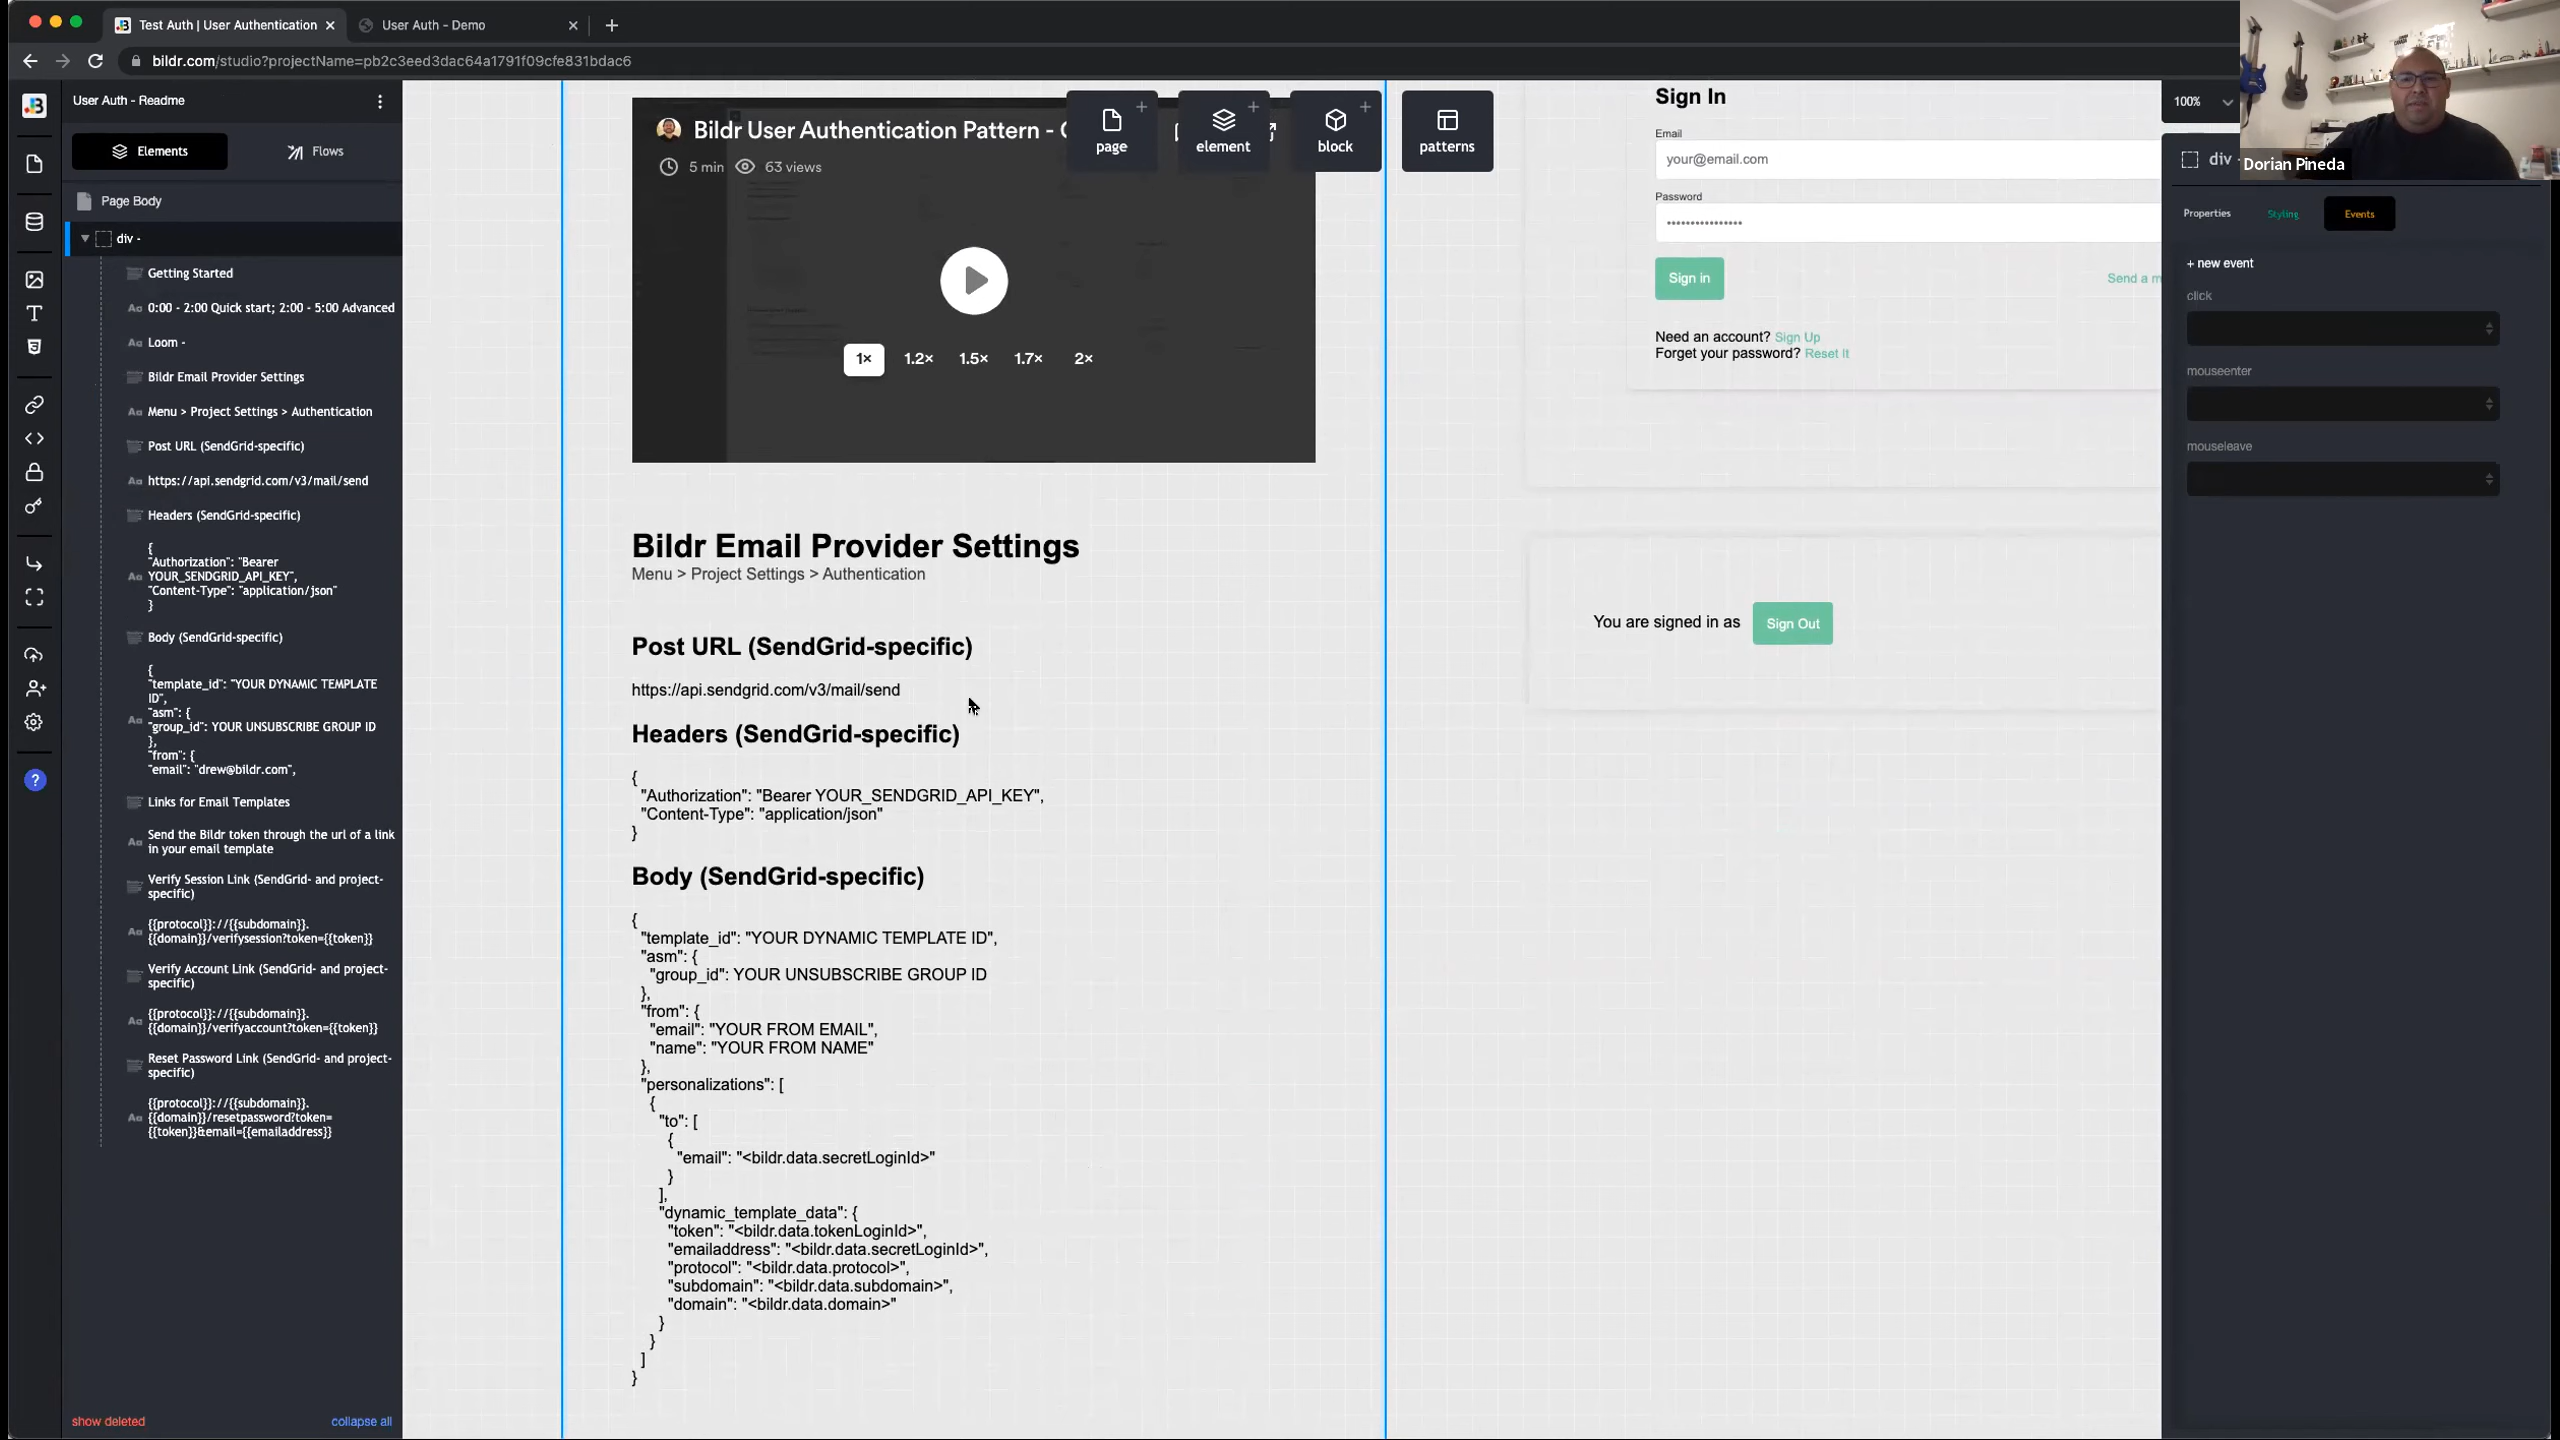 Test Auth | User Authentication
User Auth - Demo
bildr.com/studio?projectName=pb2c3eed3dac64a1791f09cfe831bdac6
User Auth - Readme
Elements
Flows
Page Body
div -
Getting Started
0:00 - 2:00 Quick start; 2:00 - 5:00 Advanced
Loom -
Bildr Email Provider Settings
Menu > Project Settings > Authentication
Post URL (SendGrid-specific)
https://api.sendgrid.com/v3/mail/send
Headers (SendGrid-specific)
{
"Authorization": "Bearer
YOUR_SENDGRID_API_KEY",
"Content-Type": "application/json"
}
Body (SendGrid-specific)
{
"template_id": "YOUR DYNAMIC TEMPLATE
ID",
"asm": {
"group_id": YOUR UNSUBSCRIBE GROUP ID
},
"from": {
"email": "drew@bildr.com",
Links for Email Templates
Send the Bildr token through the url of a link
in your email template
Verify Session Link (SendGrid- and project-
specific)
{{protocol}}://{{subdomain}}.
{{domain}}/verifysession?token={{token}}
Verify Account Link (SendGrid- and project-
specific)
{{protocol}}://{{subdomain}}.
{{domain}}/verifyaccount?token={{token}}
Reset Password Link (SendGrid- and project-
specific)
{{protocol}}://{{subdomain}}.
{{domain}}/resetpassword?token=
{{token}}&email={{emailaddress}}
show deleted
collapse all
Bildr User Authentication Pattern -
5 min
63 views
1×
1.2×
1.5×
1.7×
2×
page
element
block
patterns
Bildr Email Provider Settings
Menu > Project Settings > Authentication
Post URL (SendGrid-specific)
https://api.sendgrid.com/v3/mail/send
Headers (SendGrid-specific)
{
"Authorization": "Bearer YOUR_SENDGRID_API_KEY",
"Content-Type": "application/json"
}
Body (SendGrid-specific)
{
"template_id": "YOUR DYNAMIC TEMPLATE ID",
"asm": {
"group_id": YOUR UNSUBSCRIBE GROUP ID
},
"from": {
"email": "YOUR FROM EMAIL",
"name": "YOUR FROM NAME"
},
"personalizations": [
{
"to": [
{
"email": "<bildr.data.secretLoginId>"
}
],
"dynamic_template_data": {
"token": "<bildr.data.tokenLoginId>",
"emailaddress": "<bildr.data.secretLoginId>",
"protocol": "<bildr.data.protocol>",
"subdomain": "<bildr.data.subdomain>",
"domain": "<bildr.data.domain>"
}
}
]
}
Sign In
Email
your@email.com
Password
Sign in
Send a m
Need an account? Sign Up
Forget your password? Reset It
You are signed in as
Sign Out
100%
div
Dorian Pineda
Properties
Styling
Events
+ new event
click
mouseenter
mouseleave